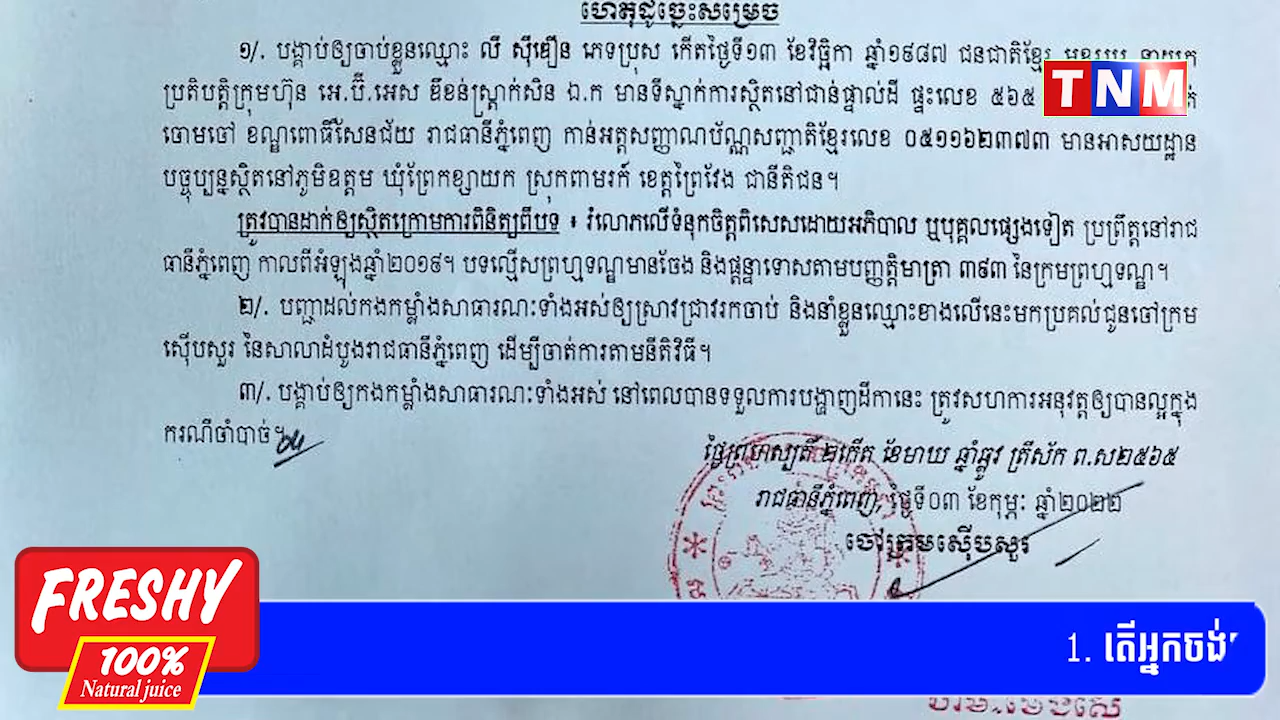 ហេតុដូច្នេះសម្រេច
១/. បង្គាប់ឲ្យចាប់ខ្លួនឈ្មោះ លី ស៊ីឌឿន ភេទប្រុស កើតថ្ងៃទី១៣ ខែវិច្ឆិកា ឆ្នាំ១៩៨៧ ជនជាតិខ្មែរ មុខរបរ នាយក
ប្រតិបត្តិក្រុមហ៊ុន អេ.ប៊ី.អេស ឌីខន់ស្ត្រាក់សិន ឯ.ក មានទីស្នាក់ការស្ថិតនៅជាន់ផ្ទាល់ដី ផ្ទះលេខ ៥៦៥
TNM
ចោមចៅ ខណ្ឌពោធិ៍សែនជ័យ រាជធានីភ្នំពេញ កាន់អត្តសញ្ញាណប័ណ្ណសញ្ជាតិខ្មែរលេខ ០៥១១៦២៣៧៣ មានអាសយដ្ឋាន
បច្ចុប្បន្នស្ថិតនៅភូមិឧត្តម ឃុំព្រែកខ្សាយក ស្រុកពាមរក៍ ខេត្តព្រៃវែង ជានីតិជន។
ត្រូវបានដាក់ឲ្យស្ថិតក្រោមការពិនិត្យពីបទ ៖ រំលោភលើទំនុកចិត្តពិសេសដោយអភិបាល ឬបុគ្គលផ្សេងទៀត ប្រព្រឹត្តនៅរាជ
ធានីភ្នំពេញ កាលពីអំឡុងឆ្នាំ២០១៩។ បទល្មើសព្រហ្មទណ្ឌមានចែង និងផ្តន្ទាទោសតាមបញ្ញត្តិមាត្រា ៣៩៣ នៃក្រមព្រហ្មទណ្ឌ។
២/. បញ្ជាដល់កងកម្លាំងសាធារណៈទាំងអស់ឲ្យស្រាវជ្រាវរកចាប់ និងនាំខ្លួនឈ្មោះខាងលើនេះមកប្រគល់ជូនចៅក្រម
ស៊ើបសួរ នៃសាលាដំបូងរាជធានីភ្នំពេញ ដើម្បីចាត់ការតាមនីតិវិធី។
៣/. បង្គាប់ឲ្យកងកម្លាំងសាធារណៈទាំងអស់ នៅពេលបានទទួលការបង្ហាញដីកានេះ ត្រូវសហការអនុវត្តឲ្យបានល្អក្នុង
ករណីចាំបាច់។
ថ្ងៃព្រហស្បតិ៍ ២កើត ខែមាឃ ឆ្នាំឆ្លូវ ត្រីស័ក ព.ស២៥៦៥
រាជធានីភ្នំពេញ, ថ្ងៃទី០៣ ខែកុម្ភៈ ឆ្នាំ២០២២
ចៅក្រមស៊ើបសួរ
FRESHY
100%
Natural juice
1. តើអ្នកចង់